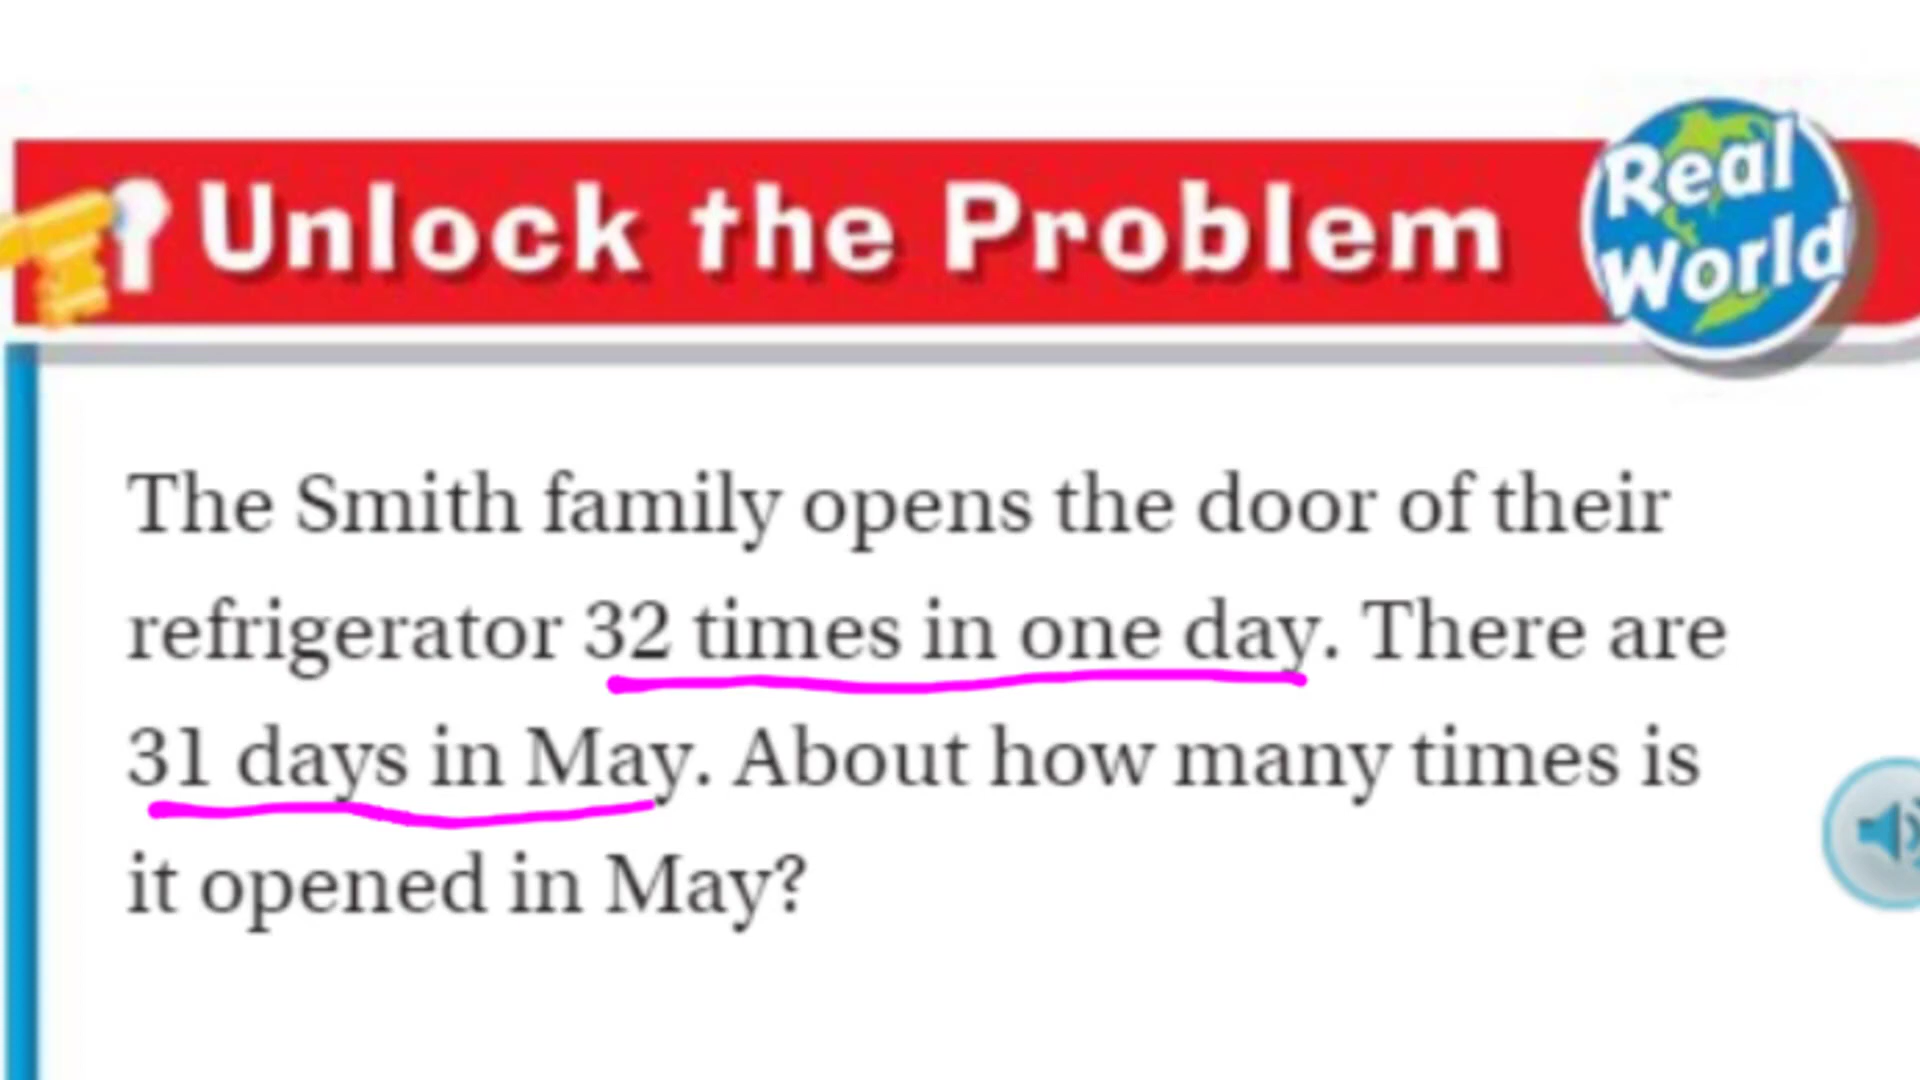 Unlock the Problem
Real
World
The Smith family opens the door of their
refrigerator 32 times in one day. There are
31 days in May. About how many times is
it opened in May?